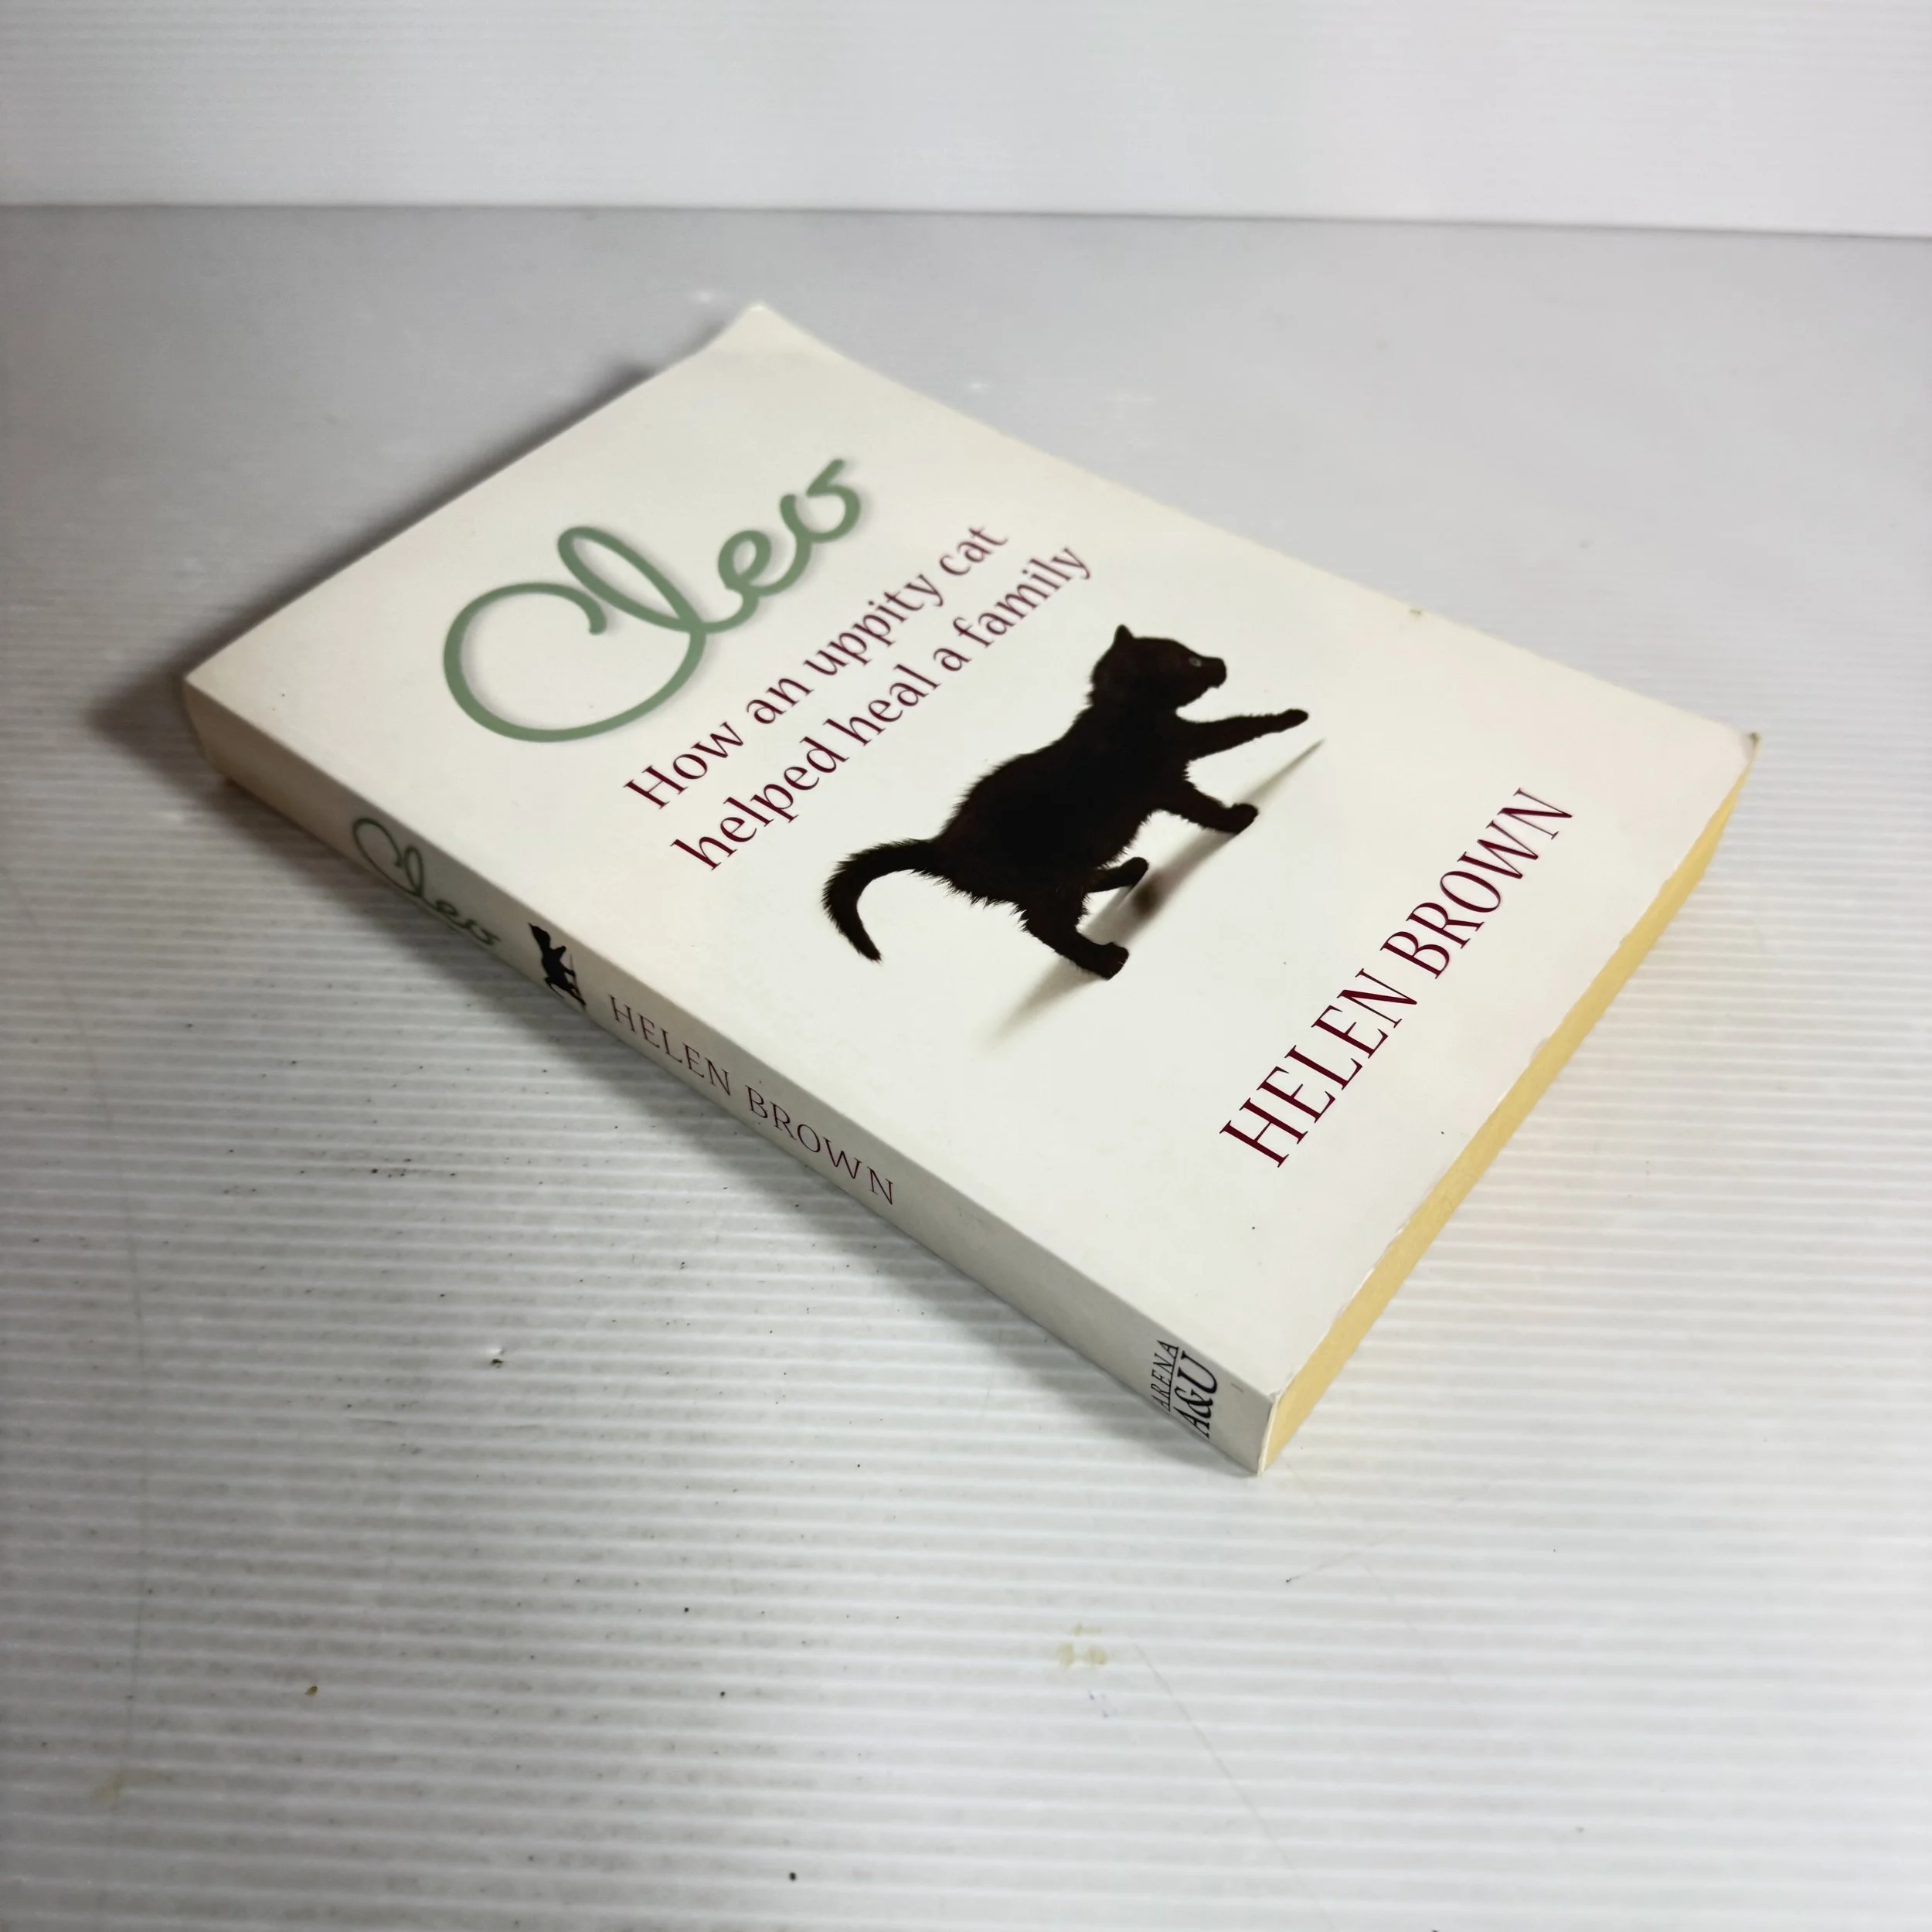 Cleo
How an uppity cat
helped heal a family
HELEN BROWN
Cleo
HELEN BROWN
ARENA
A&U